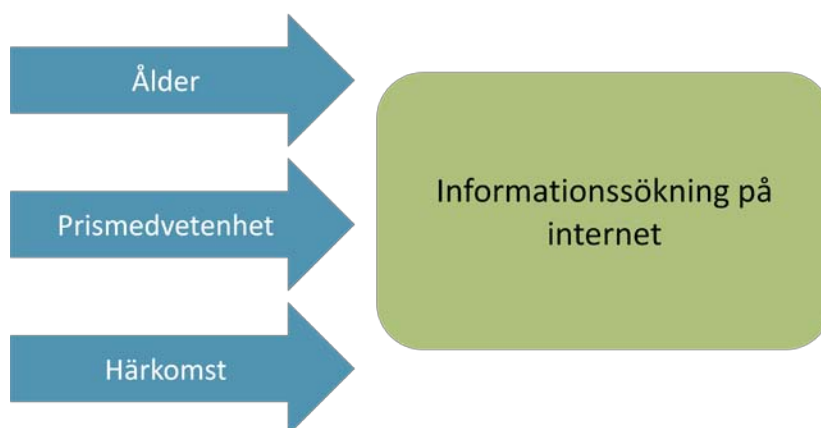 Ålder
Prismedvetenhet
Härkomst
Informationssökning på
internet